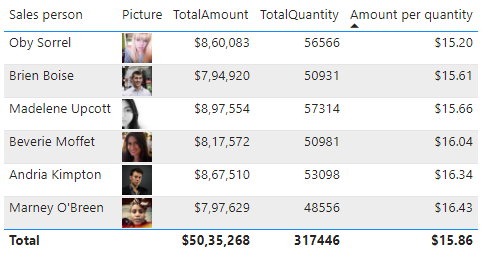 Sales person Picture TotalAmount TotalQuantity Amount per quantity
Oby Sorrel $8,60,083 56566 $15.20
Brien Boise $7,94,920 50931 $15.61
Madelene Upcott $8,97,554 57314 $15.66
Beverie Moffet $8,17,572 50981 $16.04
Andria Kimpton $8,67,510 53098 $16.34
Marney O'Breen $7,97,629 48556 $16.43
Total $50,35,268 317446 $15.86